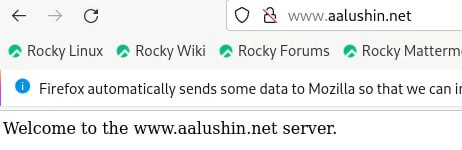 www.aalushin.net
Rocky Linux Rocky Wiki Rocky Forums Rocky Matterm
Firefox automatically sends some data to Mozilla so that we can i
Welcome to the www.aalushin.net server.